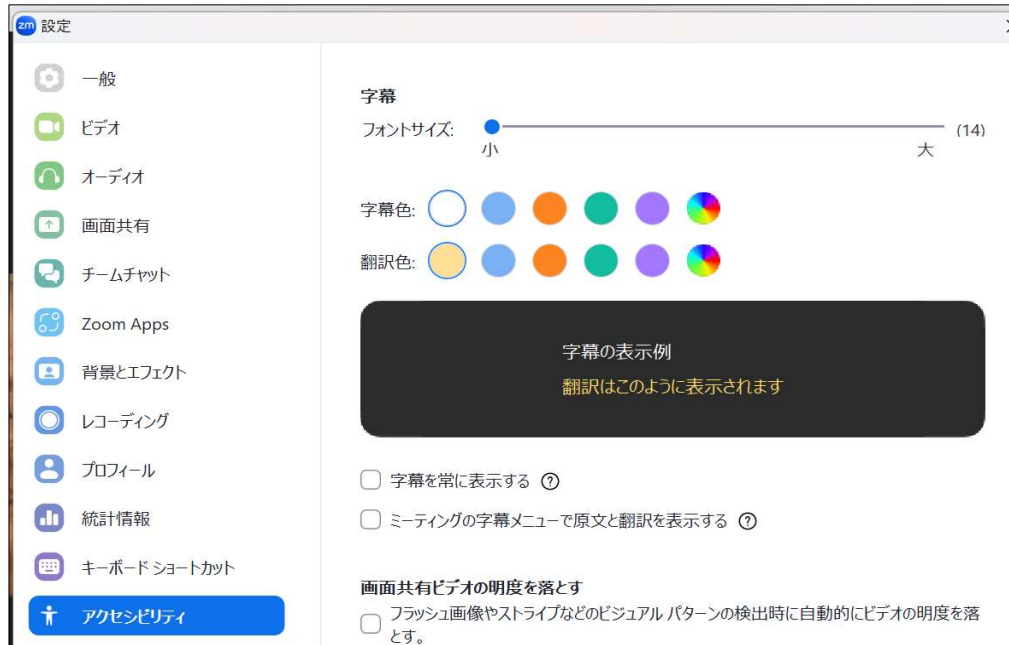 zm 設定
一般
ビデオ
オーディオ
画面共有
チームチャット
Zoom Apps
背景とエフェクト
レコーディング
プロフィール
統計情報
キーボード ショートカット
アクセシビリティ
字幕
フォントサイズ: (14)
小 大
字幕色:
翻訳色:
字幕の表示例
翻訳はこのように表示されます
字幕を常に表示する ?
ミーティングの字幕メニューで原文と翻訳を表示する ?
画面共有ビデオの明度を落とす
フラッシュ画像やストライプなどのビジュアル パターンの検出時に自動的にビデオの明度を落
とす。